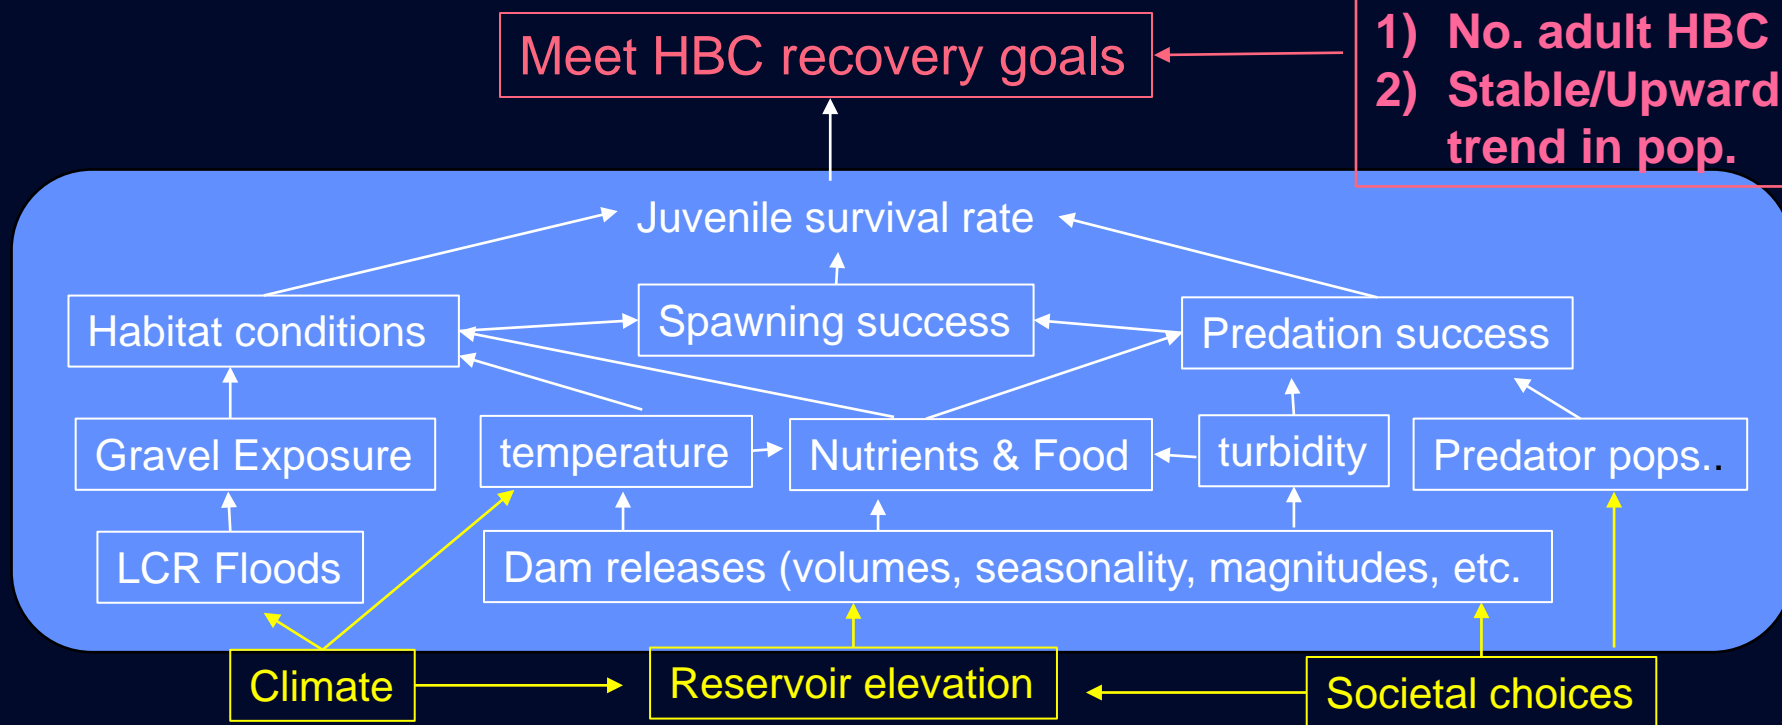 Meet HBC recovery goals
1) No. adult HBC
2) Stable/Upward
trend in pop.
Juvenile survival rate
Habitat conditions
Spawning success
Predation success
Gravel Exposure
temperature
Nutrients & Food
turbidity
Predator pops..
LCR Floods
Dam releases (volumes, seasonality, magnitudes, etc.
Climate
Reservoir elevation
Societal choices